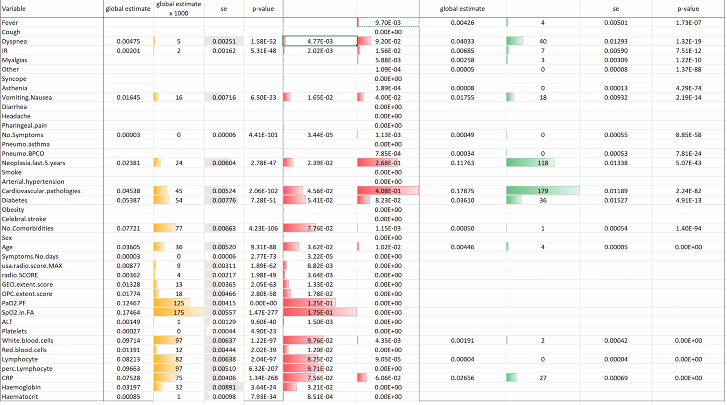 Variable global estimate global estimate x 1000 se p-value global estimate se p-value
Fever 9.70E-03 0.00426 4 0.00501 1.73E-07
Cough 0.00E+00
Dyspnea 0.00475 5 0.00251 1.58E-52 4.77E-03 9.20E-02 0.04033 40 0.01293 1.32E-19
IR 0.00201 2 0.00162 5.31E-48 2.02E-03 1.56E-02 0.00685 7 0.00590 7.51E-12
Myalgias 5.88E-03 0.00258 3 0.00309 1.22E-10
Other 1.09E-04 0.00005 0 0.00008 1.37E-88
Syncope 0.00E+00
Asthenia 1.89E-04 0.00008 0 0.00013 4.29E-74
Vomiting.Nausea 0.01645 16 0.00716 6.50E-23 1.65E-02 4.00E-02 0.01755 18 0.00932 2.19E-14
Diarrhea 0.00E+00
Headache 0.00E+00
Pharingeal.pain 0.00E+00
No.Symptoms 0.00003 0 0.00006 4.41E-101 3.44E-05 1.13E-03 0.00049 0 0.00055 8.85E-58
Pneumo.asthma 0.00E+00
Pneumo.BPCO 7.85E-04 0.00034 0 0.00053 7.81E-24
Neoplasia.last.5.years 0.02381 24 0.00604 2.78E-47 2.39E-02 2.68E-01 0.11763 118 0.01338 5.07E-43
Smoke 0.00E+00
Arterial.hypertension 0.00E+00
Cardiovascular.pathologies 0.04538 45 0.00524 2.06E-102 4.56E-02 4.08E-01 0.17875 179 0.01189 2.24E-82
Diabetes 0.05387 54 0.00776 7.28E-51 5.41E-02 8.23E-02 0.03610 36 0.01527 4.91E-13
Obesity 0.00E+00
Celebral.stroke 0.00E+00
No.Comorbidities 0.07721 77 0.00663 4.23E-106 7.76E-02 1.15E-03 0.00050 1 0.00054 1.40E-94
Sex 0.00E+00
Age 0.03605 36 0.00520 9.31E-88 3.62E-02 1.02E-02 0.00446 4 0.00005 0.00E+00
Symptoms.No.days 0.00003 0 0.00006 2.77E-73 3.22E-05 0.00E+00
usa.radio.score.MAX 0.00877 9 0.00311 1.89E-62 8.82E-03 0.00E+00
radio.SCORE 0.00362 4 0.00217 1.98E-49 3.64E-03 0.00E+00
GEO.extent.score 0.01328 13 0.00365 2.05E-63 1.33E-02 0.00E+00
OPC.extent.score 0.01774 18 0.00466 2.80E-58 1.78E-02 0.00E+00
PaO2.PF 0.12467 125 0.00415 0.00E+00 1.25E-01 0.00E+00
SpO2.in.FA 0.17464 175 0.00557 1.47E-277 1.75E-01 0.00E+00
ALT 0.00149 1 0.00129 9.60E-40 1.50E-03 0.00E+00
Platelets 0.00027 0 0.00044 4.90E-23 0.00E+00
White.blood.cells 0.09714 97 0.00637 1.22E-97 9.76E-02 4.35E-03 0.00191 2 0.00042 0.00E+00
Red.blood.cells 0.01191 12 0.00444 2.02E-39 1.20E-02 0.00E+00
Lymphocyte 0.08213 82 0.00638 2.04E-97 8.25E-02 9.05E-05 0.00004 0 0.00004 0.00E+00
perc.Lymphocyte 0.09663 97 0.00510 6.32E-207 9.71E-02 0.00E+00
CRP 0.07528 75 0.00406 1.34E-268 7.56E-02 6.06E-02 0.02656 27 0.00069 0.00E+00
Haemoglobin 0.03197 32 0.00891 3.64E-24 3.21E-02 0.00E+00
Haematocrit 0.00085 1 0.00098 7.93E-34 8.51E-04 0.00E+00